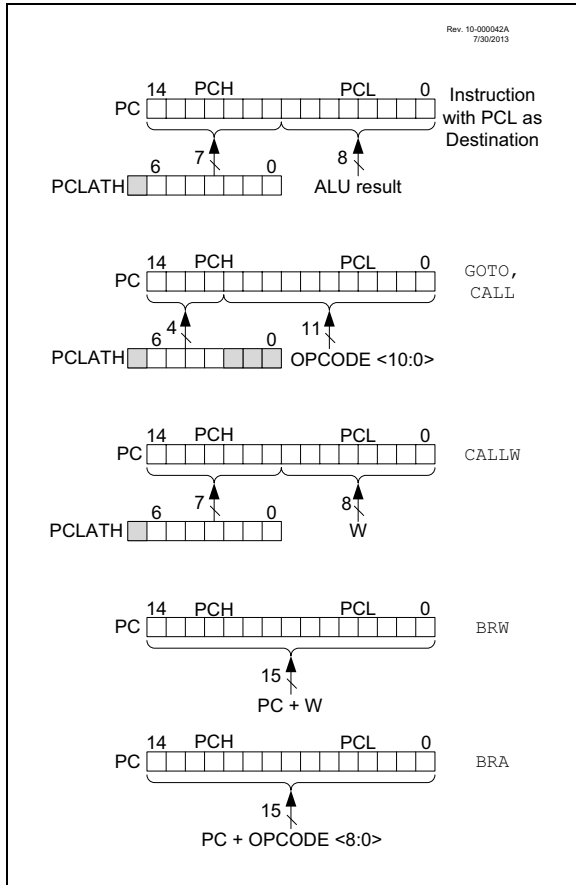 Rev. 10-000042A
7/30/2013
14 PCH PCL 0
PC
Instruction
with PCL as
Destination
7 8
6 0
PCLATH
ALU result
14 PCH PCL 0
PC
GOTO,
CALL
4 11
6 0
PCLATH
OPCODE <10:0>
14 PCH PCL 0
PC
CALLW
7 8
6 0
PCLATH
W
14 PCH PCL 0
PC
BRW
15
PC + W
14 PCH PCL 0
PC
BRA
15
PC + OPCODE <8:0>